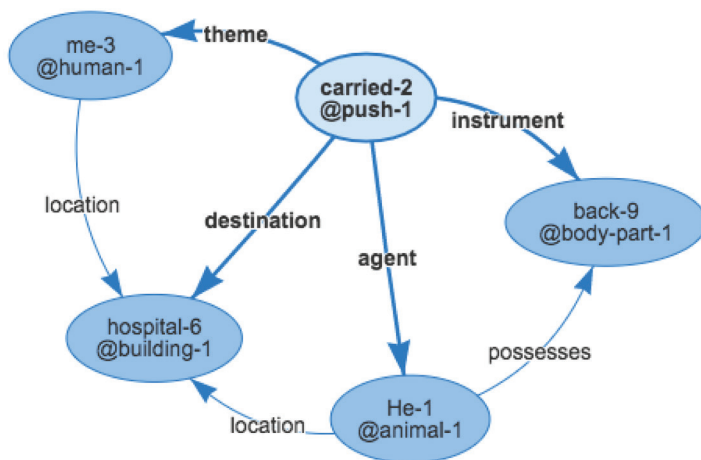 me-3
@human-1
theme
carried-2
@push-1
instrument
location
destination
back-9
@body-part-1
agent
hospital-6
@building-1
possesses
location
He-1
@animal-1